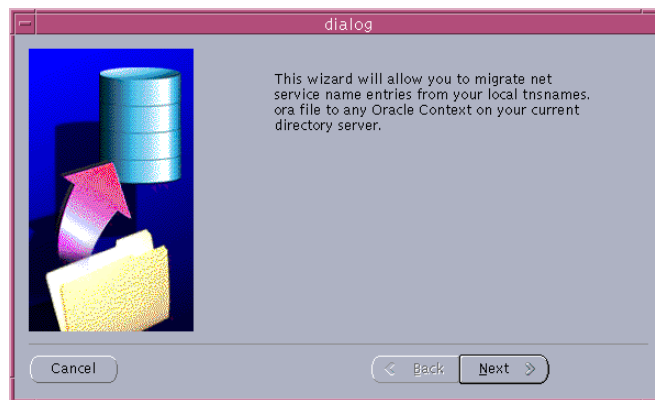 dialog
This wizard will allow you to migrate net
service name entries from your local tnsnames.
ora file to any Oracle Context on your current
directory server.
Cancel
Back
Next